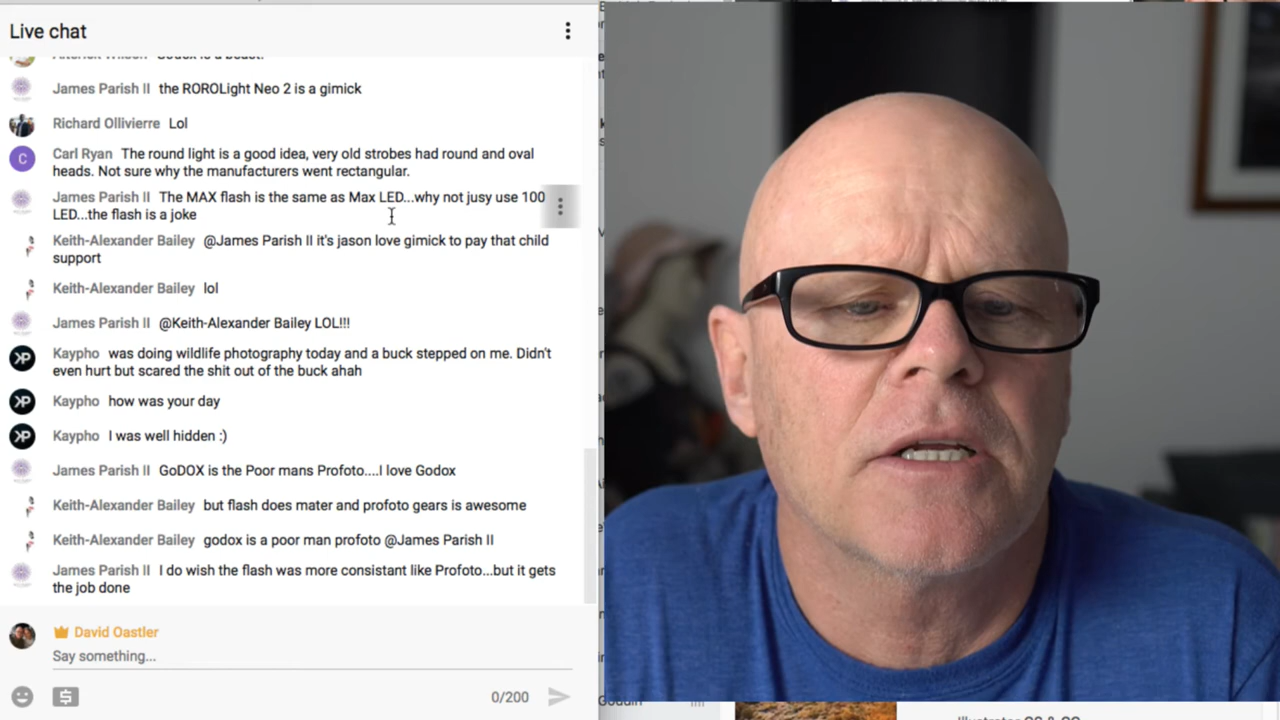 Live chat
James Parish II the ROROLight Neo 2 is a gimick
Richard Ollivierre Lol
C
Carl Ryan The round light is a good idea, very old strobes had round and oval
heads. Not sure why the manufacturers went rectangular.
James Parish II The MAX flash is the same as Max LED...why not jusy use 100
LED...the flash is a joke
Keith-Alexander Bailey @James Parish II it's jason love gimick to pay that child
support
Keith-Alexander Bailey lol
James Parish II @Keith-Alexander Bailey LOL!!!
KP
Kaypho was doing wildlife photography today and a buck stepped on me. Didn't
even hurt but scared the shit out of the buck ahah
KP
Kaypho how was your day
KP
Kaypho I was well hidden :)
James Parish II GoDOX is the Poor mans Profoto....I love Godox
Keith-Alexander Bailey but flash does mater and profoto gears is awesome
Keith-Alexander Bailey godox is a poor man profoto @James Parish II
James Parish II I do wish the flash was more consistant like Profoto...but it gets
the job done
David Oastler
Say something...
0/200